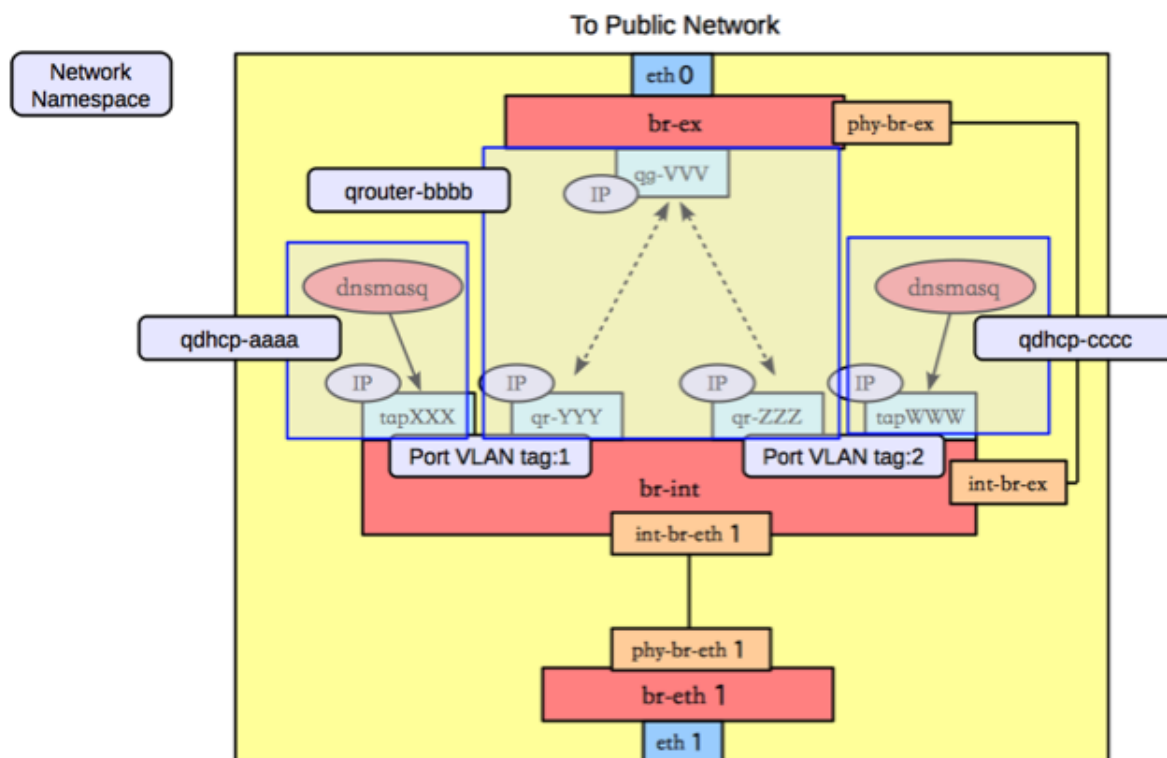 To Public Network
Network
Namespace
eth 0
br-ex
phy-br-ex
qg-VVV
IP
qrouter-bbbb
dnsmasq
dnsmasq
qdhcp-aaaa
qdhcp-cccc
IP
IP
IP
IP
tapXXX
qr-YYY
qr-ZZZ
tapWWW
Port VLAN tag:1
Port VLAN tag:2
br-int
int-br-ex
int-br-eth 1
phy-br-eth 1
br-eth 1
eth 1